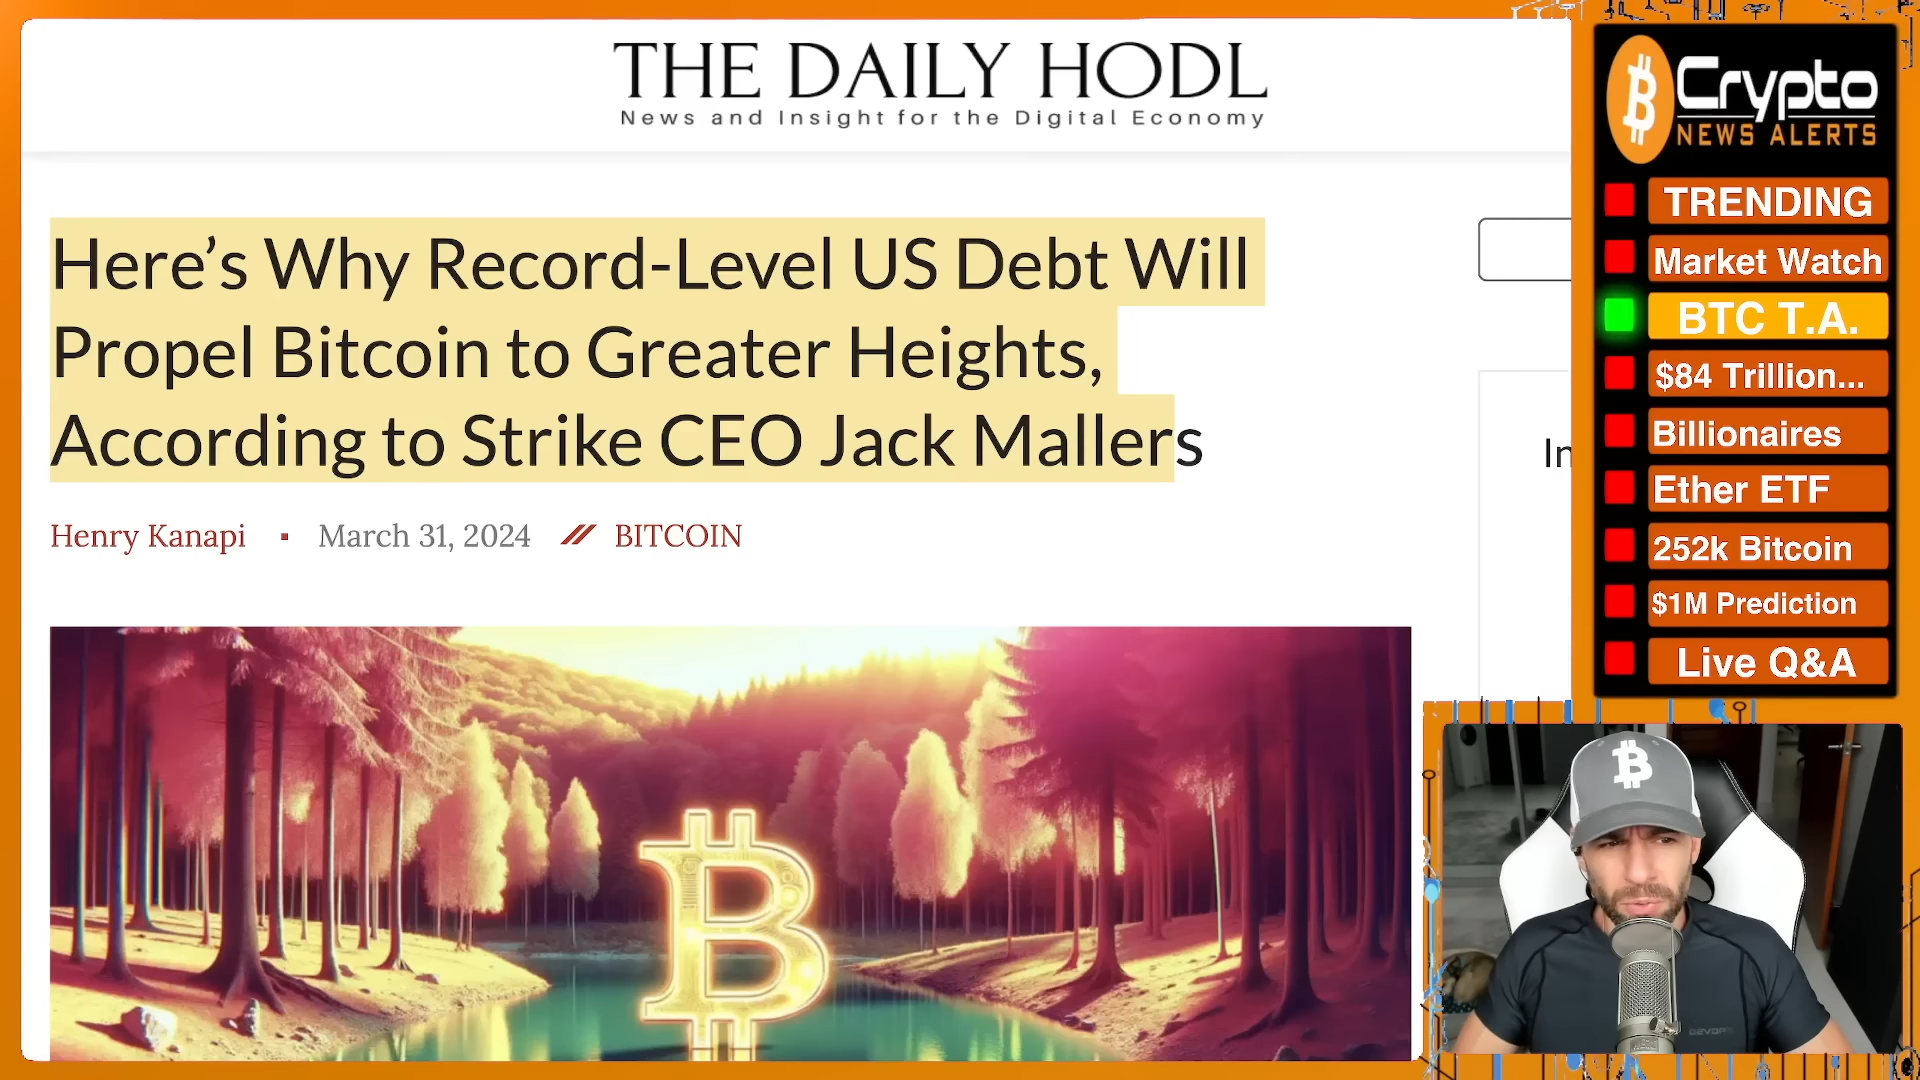 THE DAILY HODL
News and Insight for the Digital Economy
Here’s Why Record-Level US Debt Will
Propel Bitcoin to Greater Heights,
According to Strike CEO Jack Mallers
Henry Kanapi ▪ March 31, 2024 // BITCOIN
In
Crypto
NEWS ALERTS
TRENDING
Market Watch
BTC T.A.
$84 Trillion...
Billionaires
Ether ETF
252k Bitcoin
$1M Prediction
Live Q&A